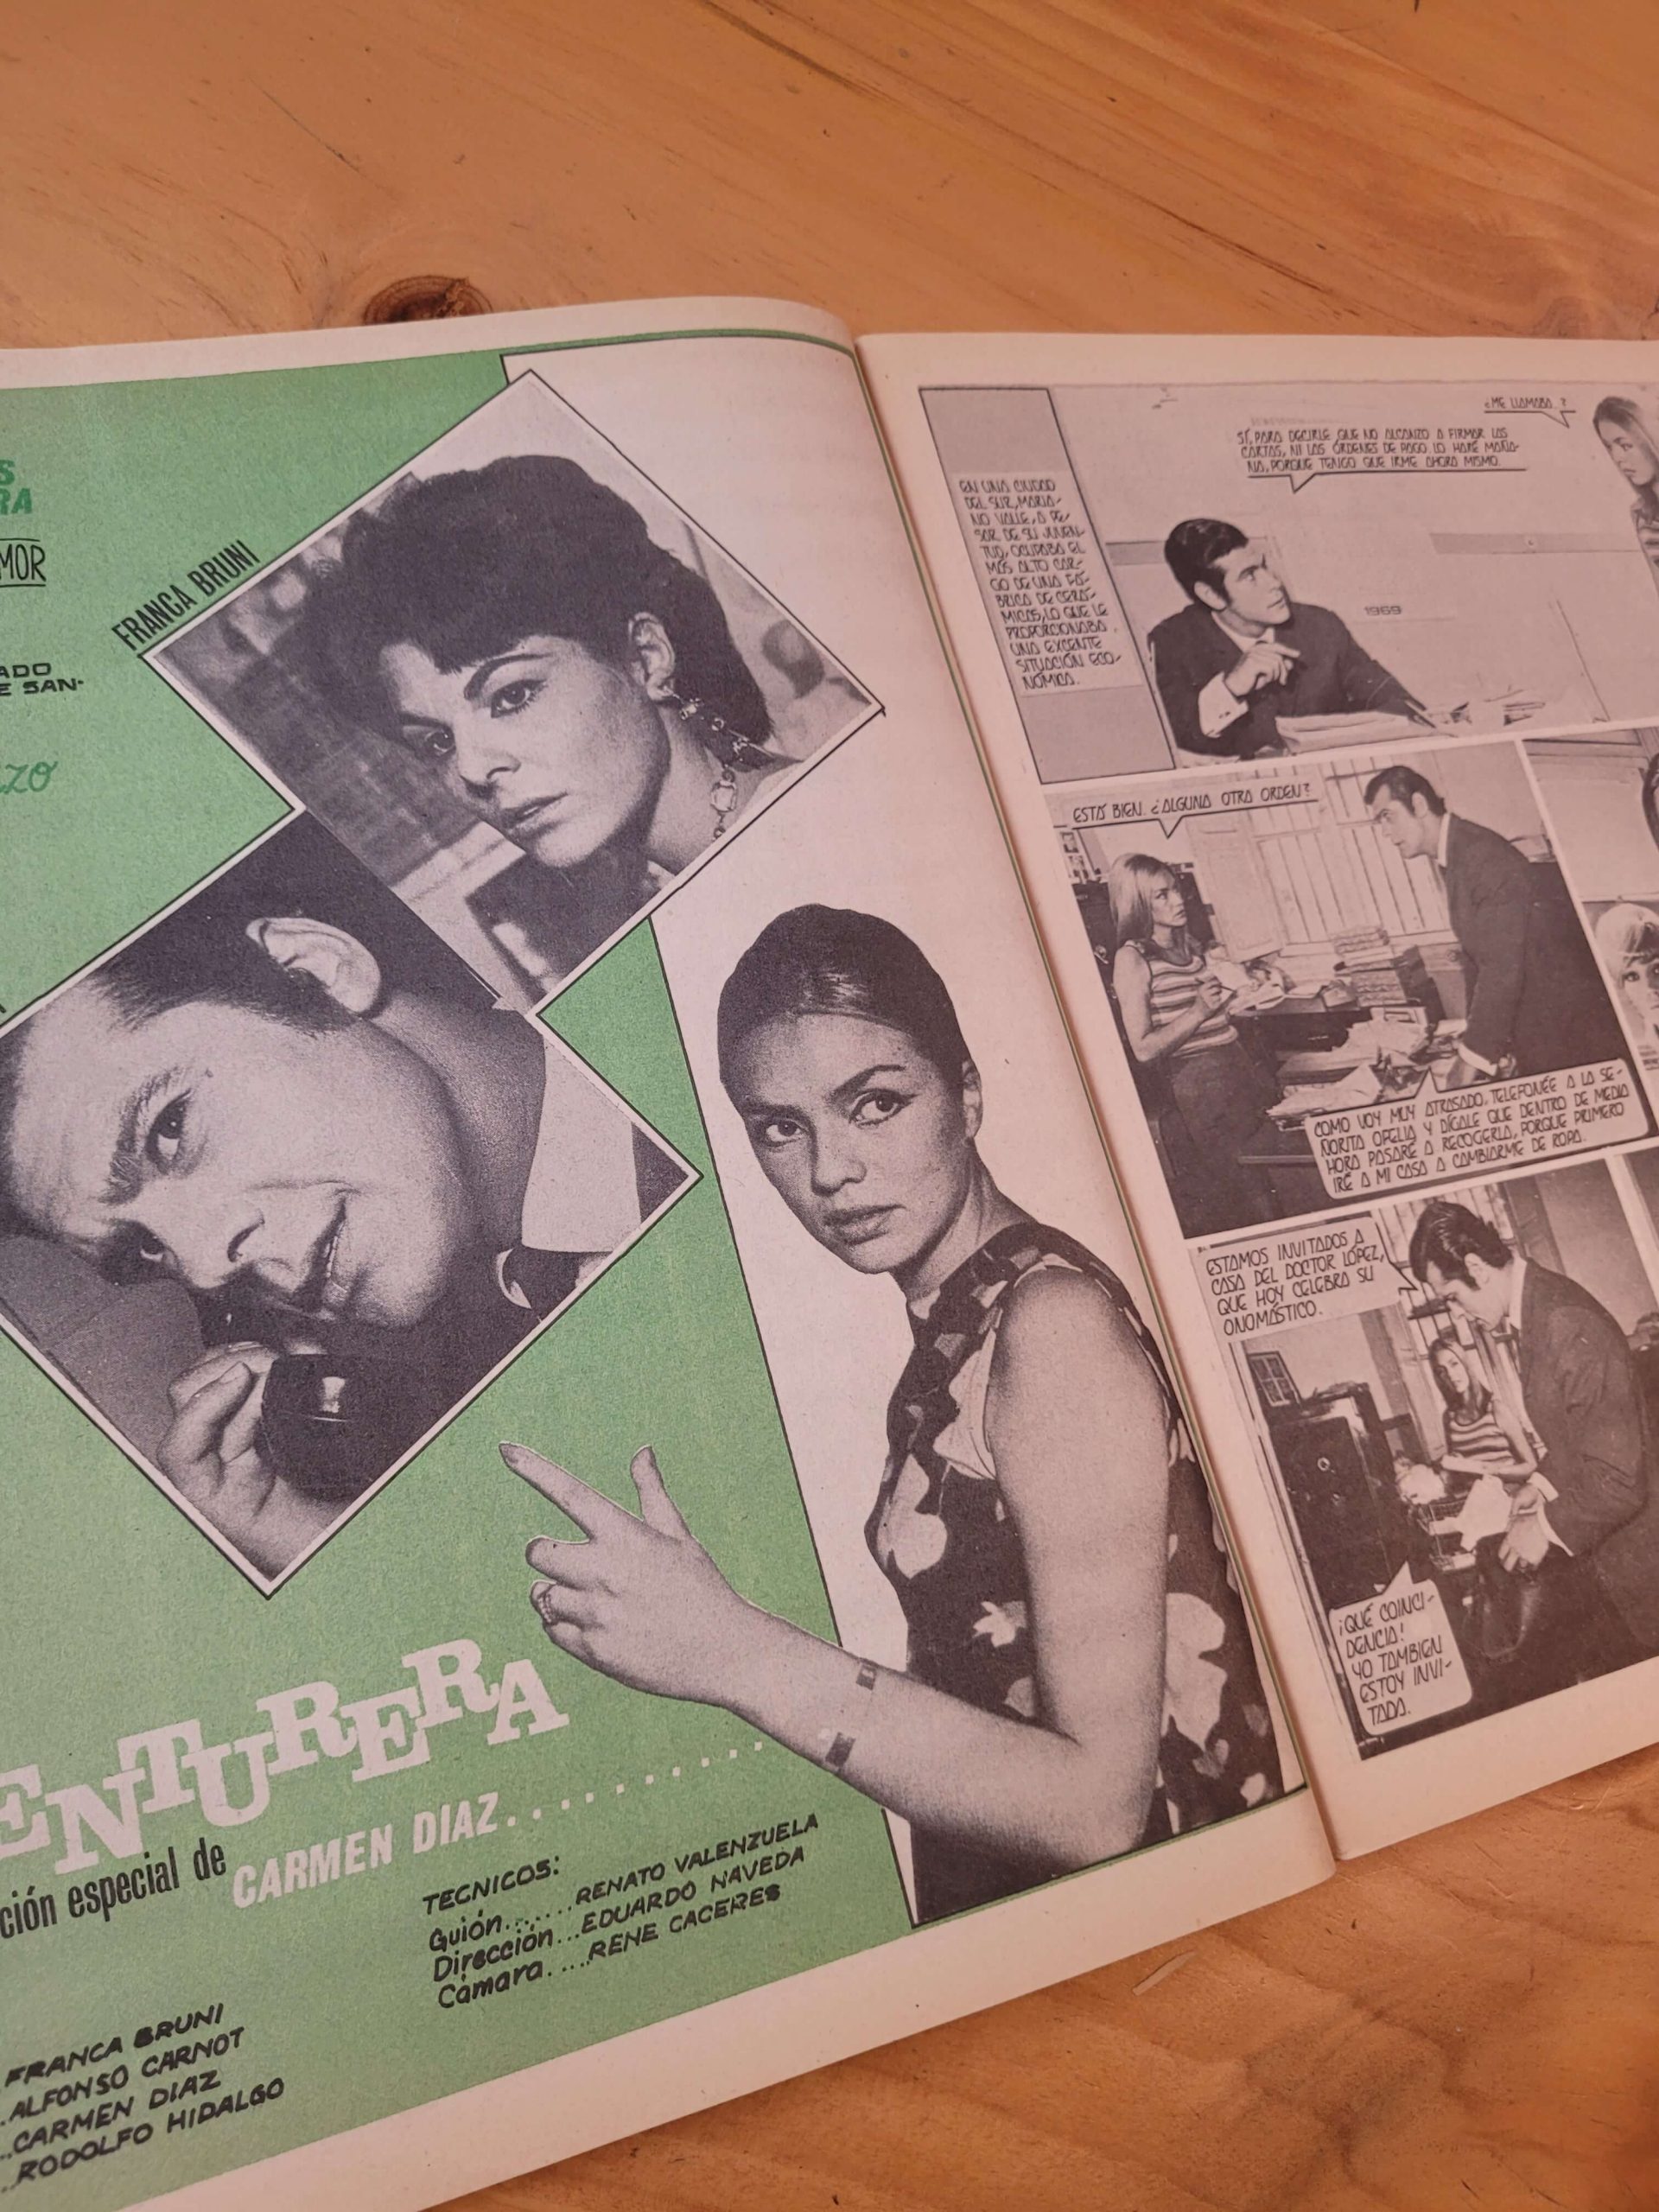 S
RA
MOR
ADO
E SAN-
zo
FRANCA BRUNI
ENTURERA
ción especial de
CARMEN DIAZ..........
TECNICOS:
Guión.......RENATO VALENZUELA
Dirección...EDUARDO NAVEDA
Cámara.....RENE CACERES
FRANCA BRUNI
ALFONSO CARNOT
CARMEN DIAZ
RODOLFO HIDALGO
EN UNA CIUDAD
DEL SUR, MARIA-
NO VALLE, A PE-
SAR DE SU JUVEN-
TUD, OCUPABA EL
MÁS ALTO CAR-
GO DE UNA FÁ-
BRICA DE CERÁ-
MICAS, LO QUE LE
PROPORCIONABA
UNA EXCENTE
SITUACIÓN ECO-
NÓMICA.
¿ME LLAMABA..?
SÍ, PARA DECIRLE QUE NO ALCANZO A FIRMAR LAS
CARTAS, NI LAS ÓRDENES DE PAGO LO HARÉ MAÑA-
NA, PORQUE TENGO QUE IRME AHORA MISMO.
1969
ESTÁ BIEN. ¿ALGUNA OTRA ORDEN?
COMO VOY MUY ATRASADO, TELEFONÉE A LA SE-
ÑORITA OFELIA Y DÍGALE QUE DENTRO DE MEDIA
HORA PASARÉ A RECOGERLA, PORQUE PRIMERO
IRÉ A MI CASA A CAMBIARME DE ROPA.
ESTAMOS INVITADOS A
CASA DEL DOCTOR LÓPEZ,
QUE HOY CELEBRA SU
ONOMÁSTICO.
¡QUÉ COINCI-
DENCIA!
YO TAMBIEN
ESTOY INVI-
TADA.